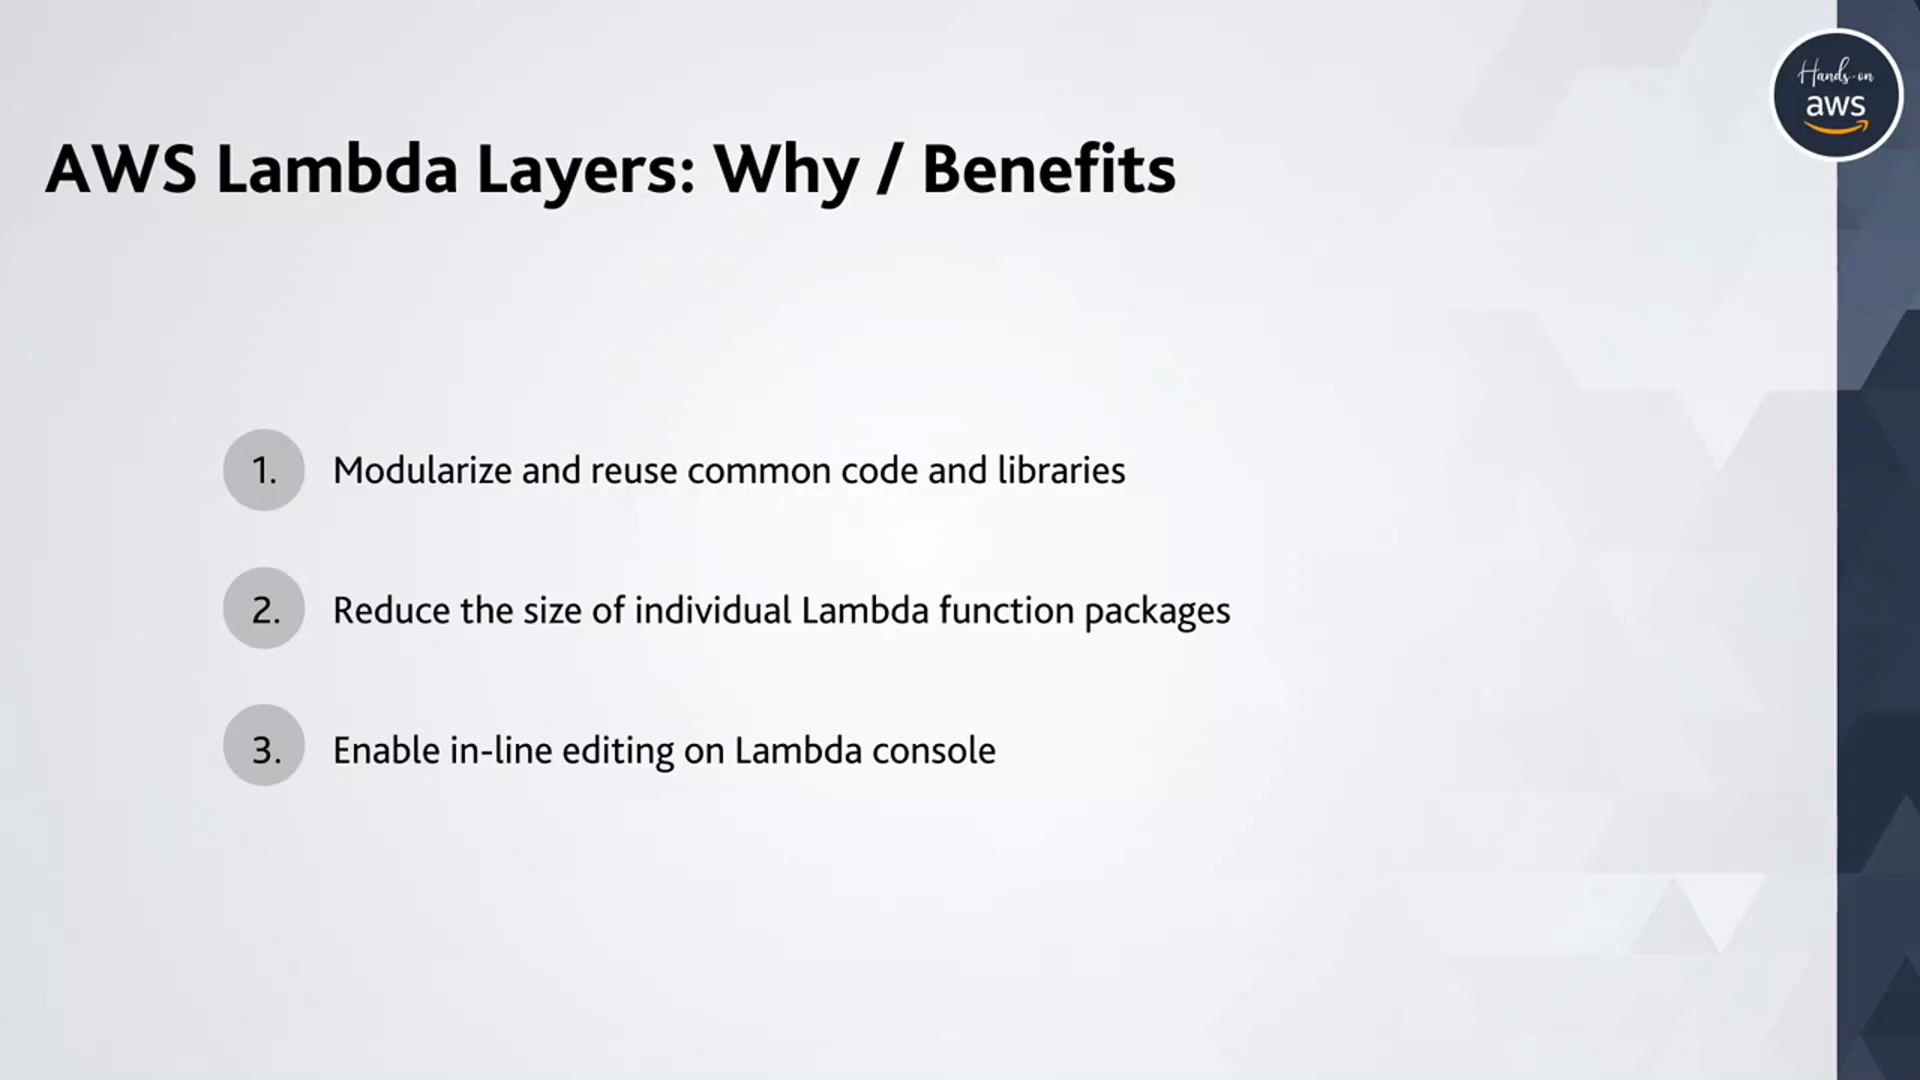 Hands-on
aws
AWS Lambda Layers: Why / Benefits
1. Modularize and reuse common code and libraries
2. Reduce the size of individual Lambda function packages
3. Enable in-line editing on Lambda console